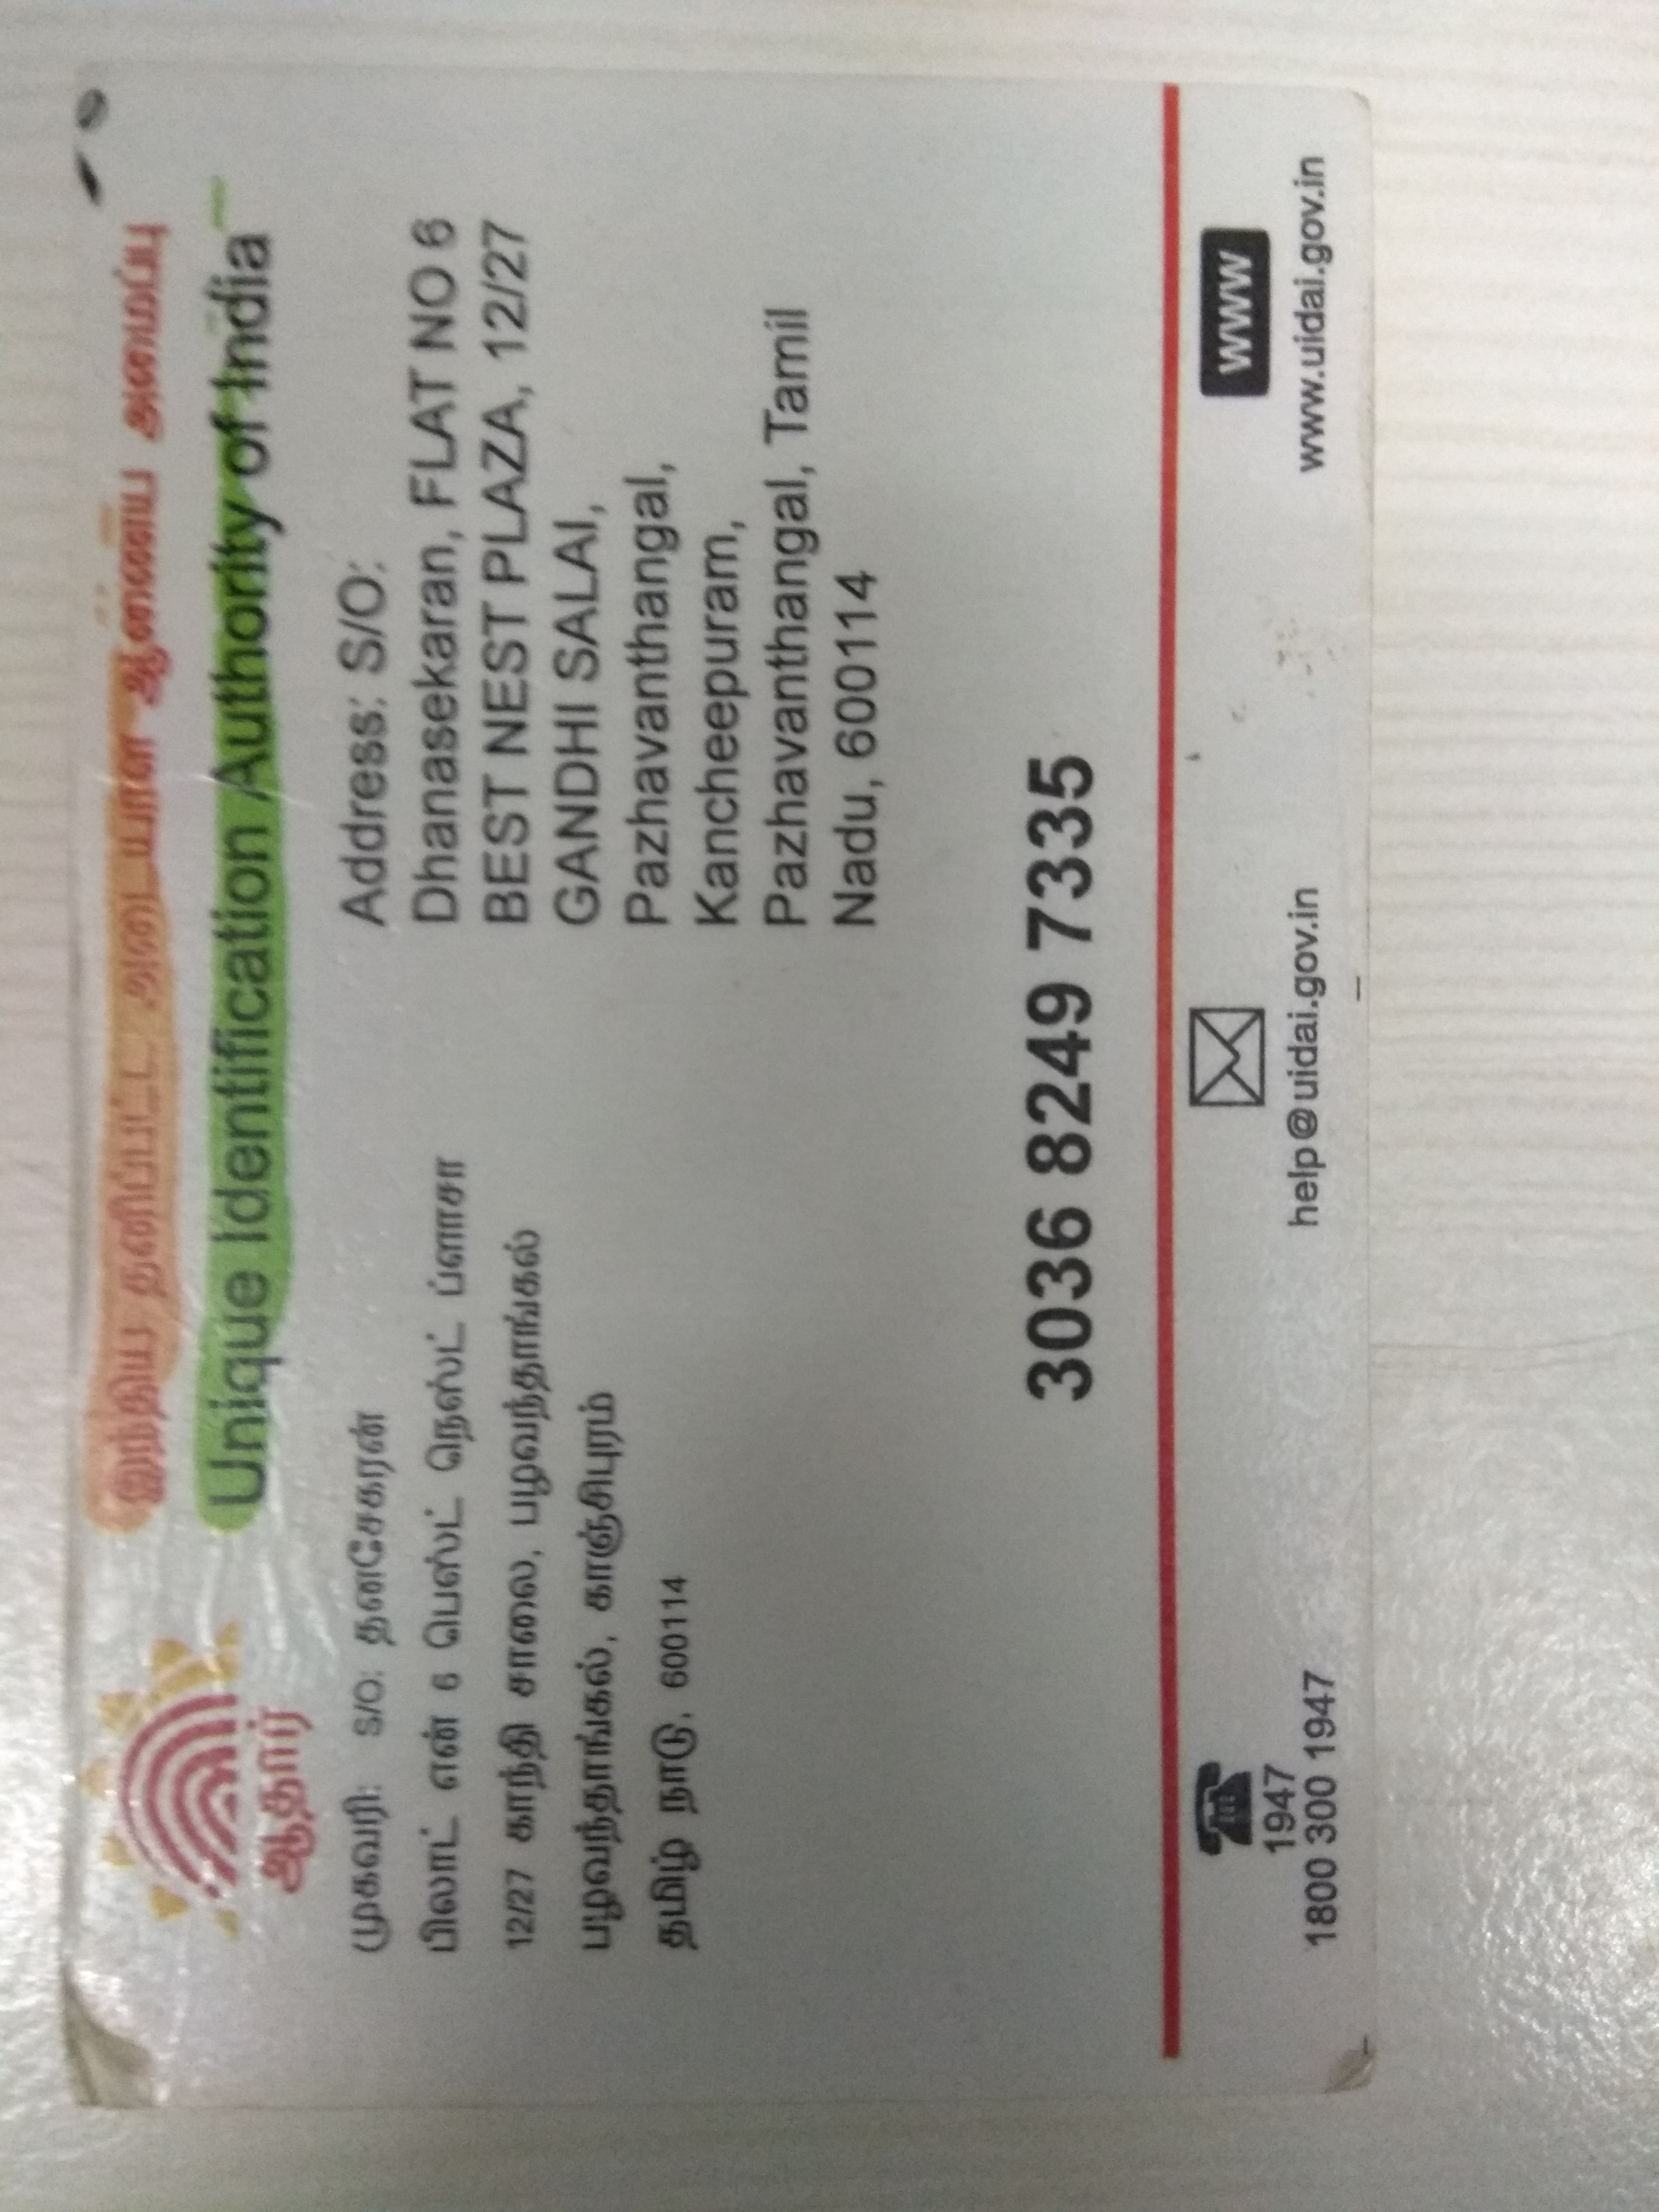 இந்திய தனிப்பட்ட அடையாள ஆணைய அமைப்பு
Unique Identification Authority of India
ஆதார்
முகவரி: S/O: தனசேகரன்
பிலாட் என் 6 பெஸ்ட் நெஸ்ட் ப்ளாசா
12/27 காந்தி சாலை, பழவந்தாங்கல்
பழவந்தாங்கல், காஞ்சிபுரம்
தமிழ் நாடு, 600114
Address: S/O:
Dhanasekaran, FLAT NO 6
BEST NEST PLAZA, 12/27
GANDHI SALAI,
Pazhavanthangal,
Kancheepuram,
Pazhavanthangal, Tamil
Nadu, 600114
3036 8249 7335
1947
1800 300 1947
help@uidai.gov.in
www
www.uidai.gov.in